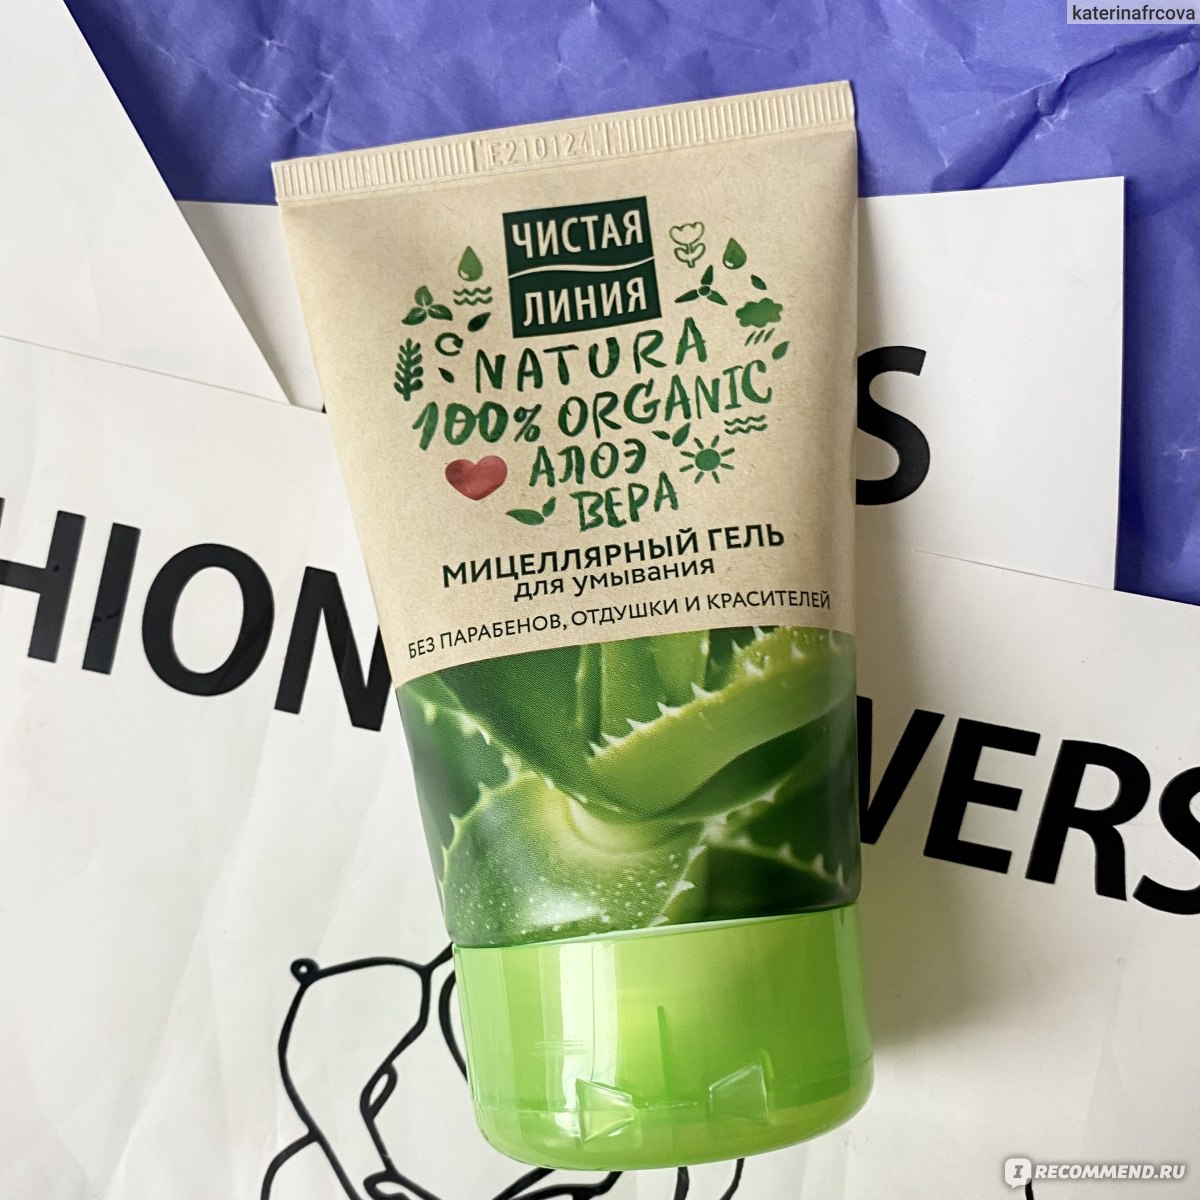 katerinafrcova
E210124
ЧИСТАЯ
ЛИНИЯ
NATURA
100% ORGANIC
АЛОЭ
ВЕРА
МИЦЕЛЛЯРНЫЙ ГЕЛЬ
для умывания
БЕЗ ПАРАБЕНОВ, ОТДУШКИ И КРАСИТЕЛЕЙ
S
HION
VERS
IRECOMMEND.RU